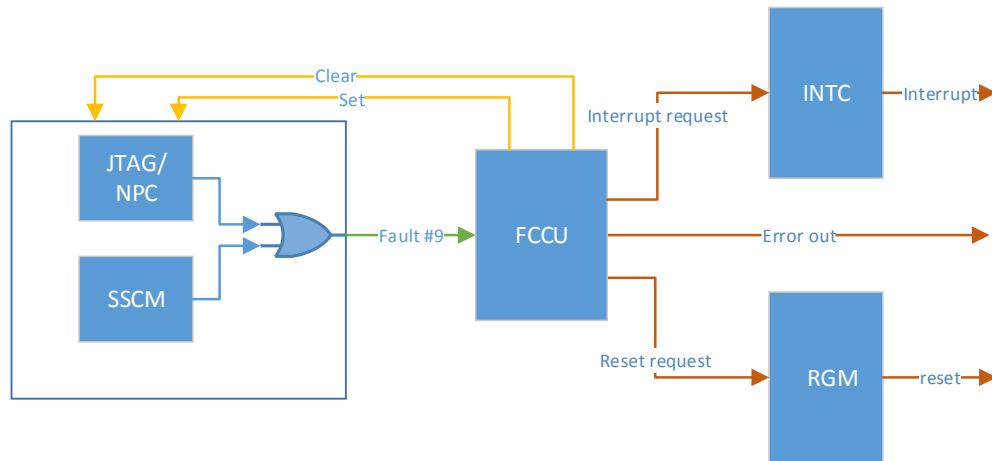 Clear
Set
JTAG/
NPC
SSCM
Fault #9
FCCU
Interrupt request
INTC
Interrupt
Error out
Reset request
RGM
reset